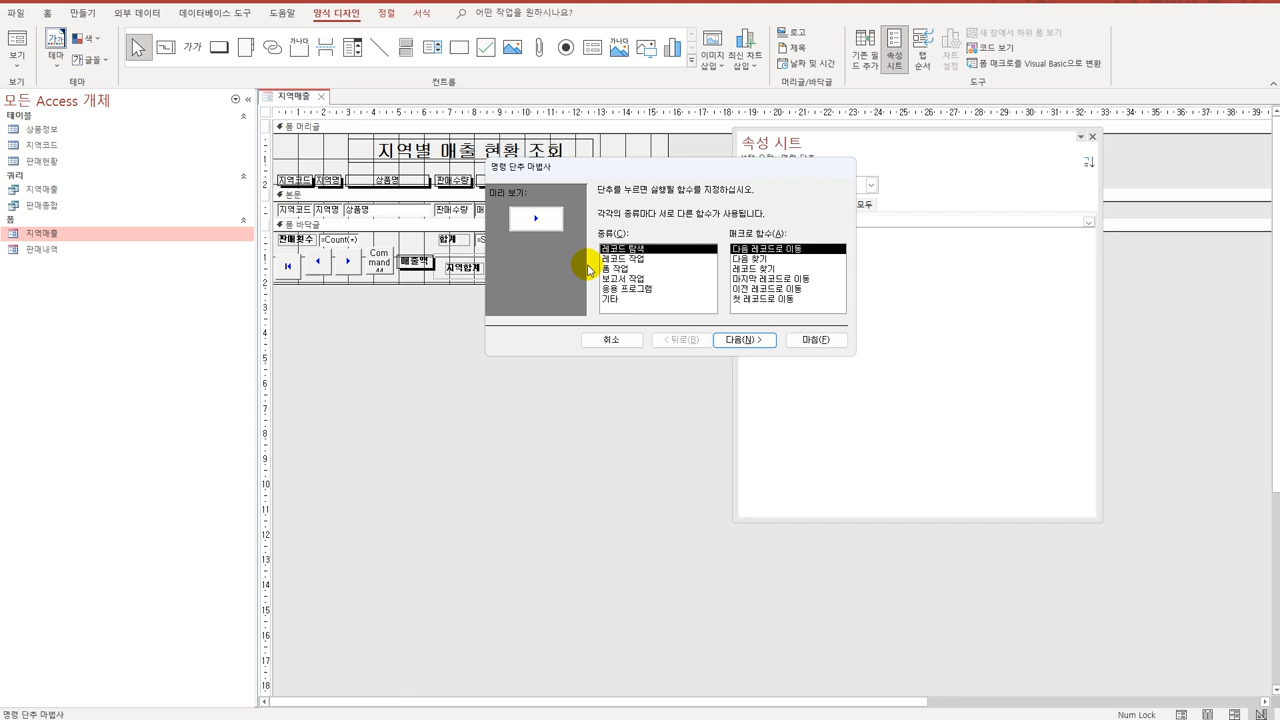 파일 홈 만들기 외부 데이터 데이터베이스 도구 도움말 양식 디자인 정렬 서식 어떤 작업을 원하시나요?
보기
보기
테마
색
글꼴
테마
가나다
컨트롤
이미지 삽입
최신 차트 삽입
로고
제목
날짜 및 시간
머리글/바닥글
기존 필드 추가
속성 시트
탭 순서
차트 설정
새 창에서 하위 폼 보기
코드 보기
폼 매크로를 Visual Basic으로 변환
도구
모든 Access 개체
테이블
상품정보
지역코드
판매현황
쿼리
지역매출
판매종합
폼
지역매출
판매내역
지역매출
폼 머리글
지역별 매출 현황 조회
지역코드 지역명 상품명 판매수량
본문
지역코드 지역명 상품명 판매수량
폼 바닥글
판매횟수 =Count(*) 합계
Command44
매출액
지역합계
속성 시트
모두
명령 단추 마법사
미리 보기:
단추를 누르면 실행될 함수를 지정하십시오.
각각의 종류마다 서로 다른 함수가 사용됩니다.
종류(C):
레코드 탐색
레코드 작업
폼 작업
보고서 작업
응용 프로그램
기타
매크로 함수(A):
다음 레코드로 이동
다음 찾기
레코드 찾기
마지막 레코드로 이동
이전 레코드로 이동
첫 레코드로 이동
취소 < 뒤로(B) 다음(N) > 마침(F)
명령 단추 마법사
Num Lock